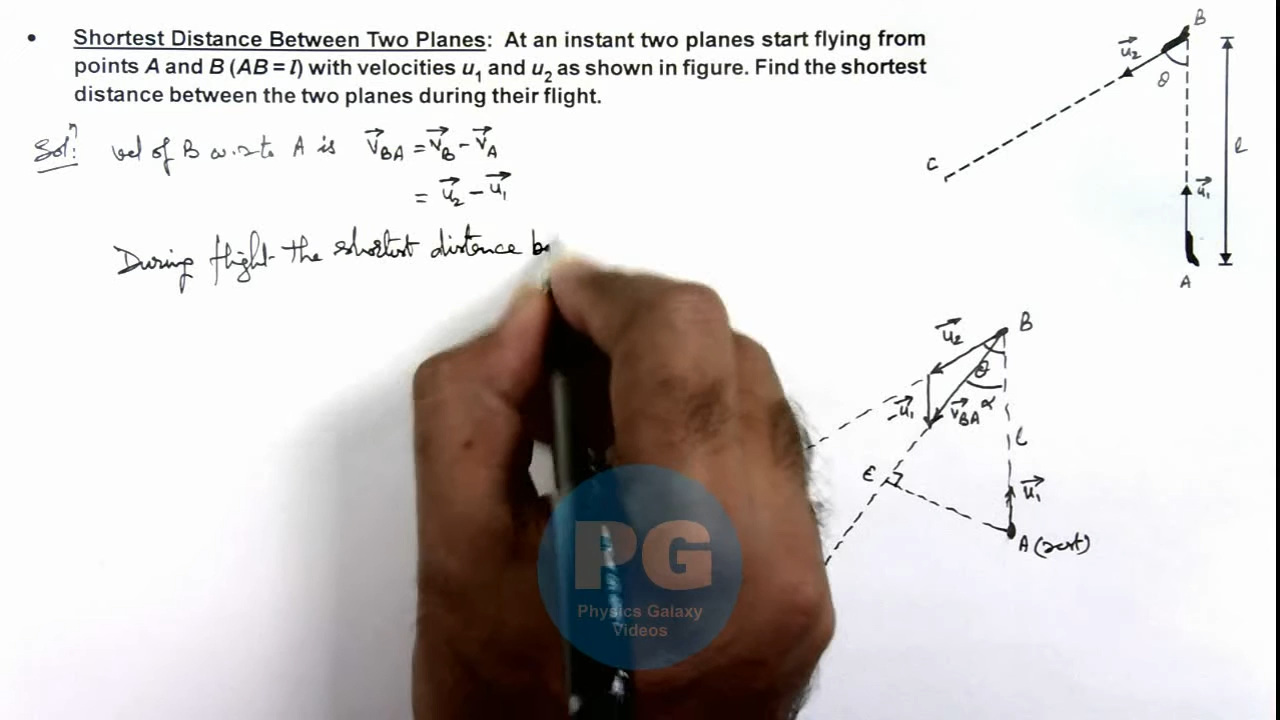 • Shortest Distance Between Two Planes: At an instant two planes start flying from
points A and B (AB = l) with velocities u₁ and u₂ as shown in figure. Find the shortest
distance between the two planes during their flight.
Solⁿ: vel of B w.r to A is V⃗BA = V⃗B − V⃗A
= u⃗₂ − u⃗₁
During flight the shortest distance be
B
u⃗₂
θ
C
l
u⃗₁
A
B
u⃗₂
θ
α
−u⃗₁
V⃗BA
l
E
u⃗₁
A (rest)
PG
Physics Galaxy
Videos